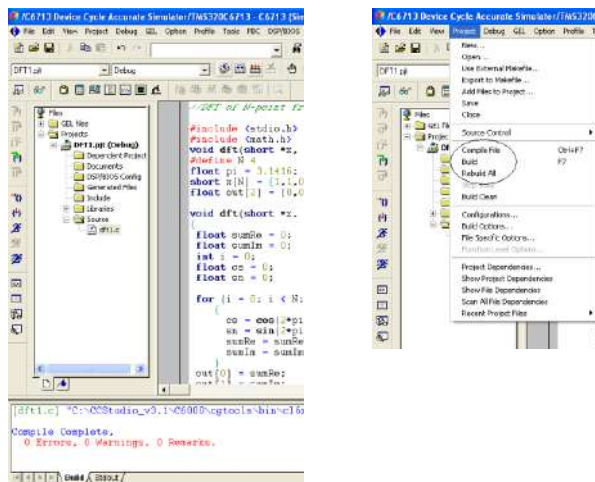 /C6713 Device Cycle Accurate Simulator/TMS320C6713 - C6713 (Sim
File Edit View Project Debug GEL Option Profile Tools PBC DSP/BIOS
DFT1.pjt
Debug
Files
GEL files
Projects
DFT1.pjt (Debug)
Dependent Project
Documents
DSP/BIOS Config
Generated Files
Include
Libraries
Source
dft1.c
//DFT of N-point fr
#include <stdio.h>
#include <math.h>
void dft(short *x,
#define N 4
float pi = 3.1416;
short x[N] = {1,1,0
float out[2] = {0,0
void dft(short *x,
{
float sumRe = 0;
float sumIm = 0;
int i = 0;
float cs = 0;
float sn = 0;
for (i = 0; i < N;
{
cs = cos(2*pi
sn = sin(2*pi
sumRe = sumRe
sumIm = sumIm
}
out[0] = sumRe;
out[1] = sumIm;
[dft1.c] "C:\CCStudio_v3.1\C6000\cgtools\bin\cl6x
Compile Complete,
0 Errors, 0 Warnings, 0 Remarks.
Build
Stdout
/C6713 Device Cycle Accurate Simulator/TMS320C
File Edit View Project Debug GEL Option Profile T
DFT1.pjt
Files
GEL file
Project
New...
Open...
Use External Makefile...
Export to Makefile...
Add Files to Project...
Save
Close
Source Control
Compile File Ctrl+F7
Build F7
Rebuild All
Build Clean
Configurations...
Build Options...
File Specific Options...
Function Level Options...
Project Dependencies...
Show Project Dependencies
Show File Dependencies
Scan All File Dependencies
Recent Project Files